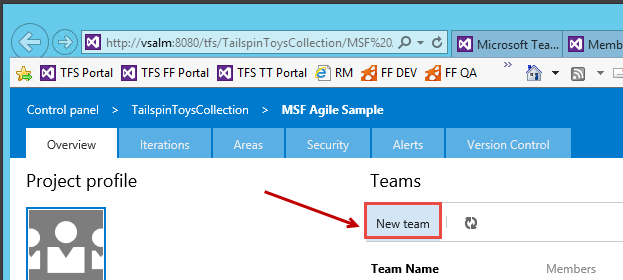 http://vsalm:8080/tfs/TailspinToysCollection/MSF%20.
Microsoft Tea...
Memb
TFS Portal TFS FF Portal TFS TT Portal RM FF DEV FF QA »
Control panel > TailspinToysCollection > MSF Agile Sample
Overview Iterations Areas Security Alerts Version Control
Project profile
Teams
New team
Team Name Members